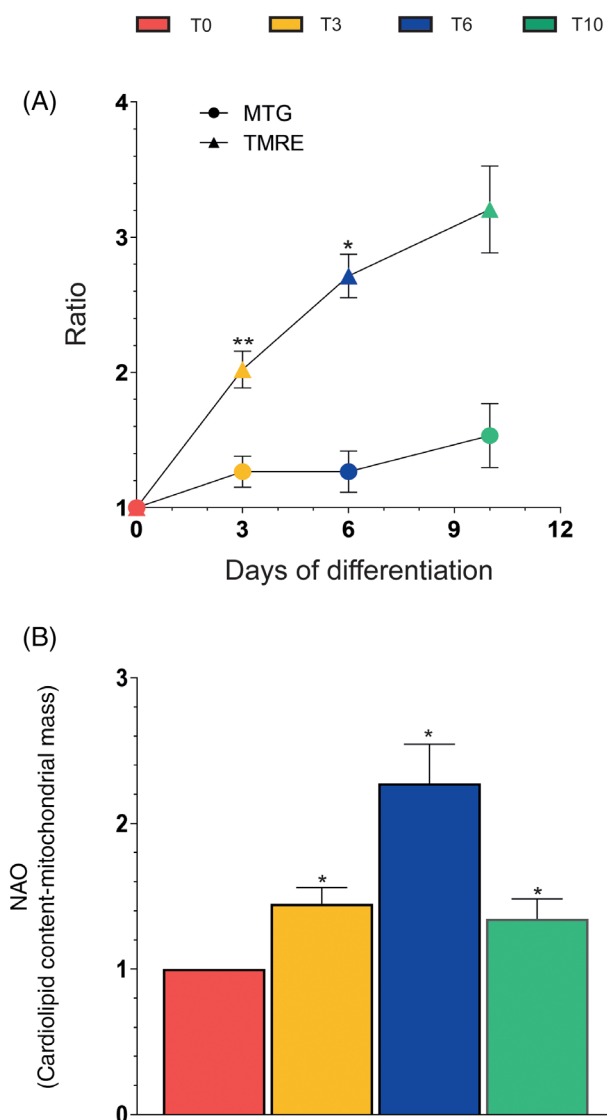 T0 T3 T6 T10
(A)
4
MTG
TMRE
3
*
**
Ratio
2
1
0 3 6 9 12
Days of differentiation
(B)
3
*
2
NAO
(Cardiolipid content-mitochondrial mass)
*
*
1
0